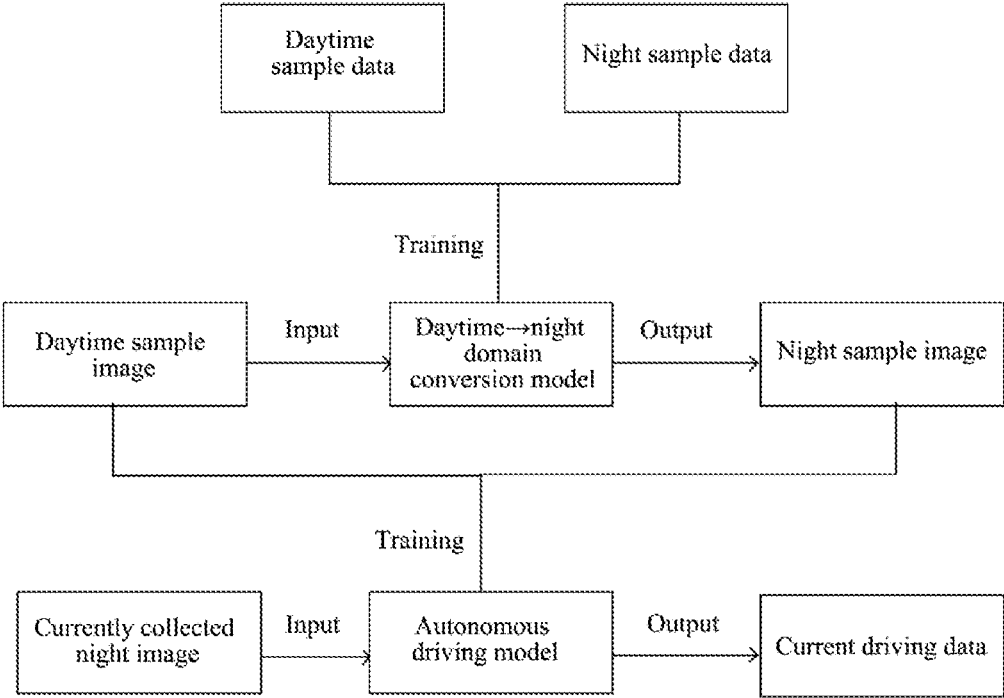 Daytime
sample data
Night sample data
Training
Daytime sample
image
Input
Daytime→night
domain
conversion model
Output
Night sample image
Training
Currently collected
night image
Input
Autonomous
driving model
Output
Current driving data